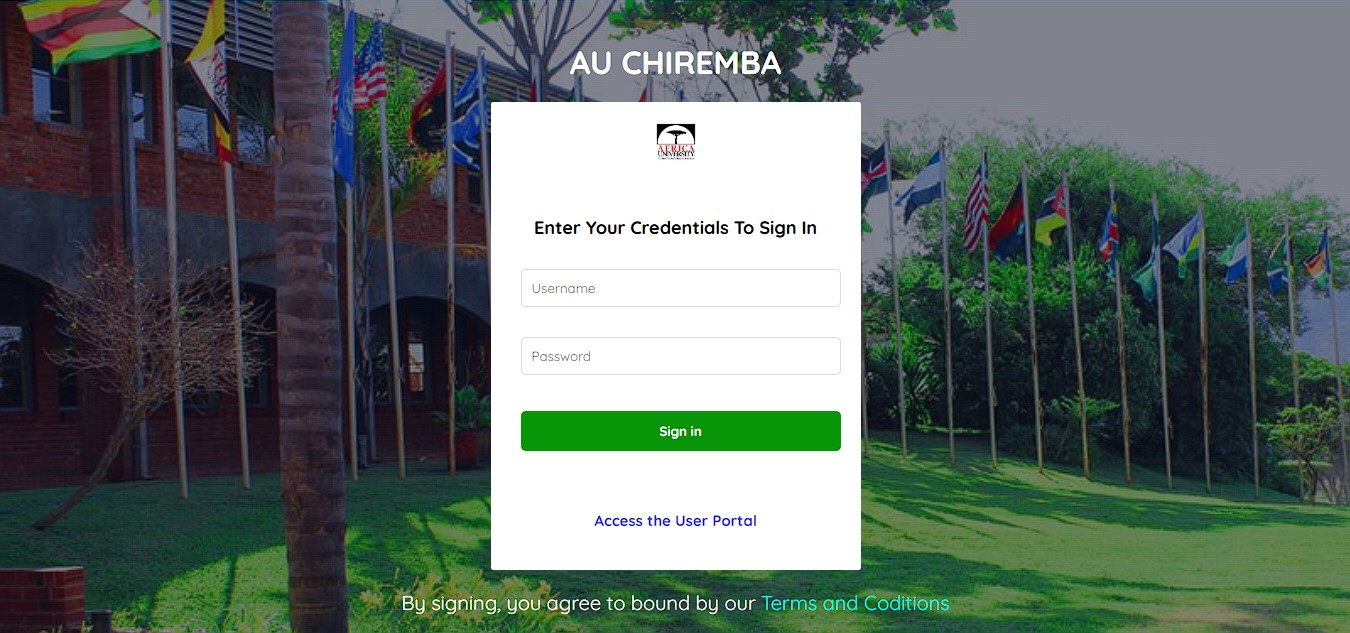 AU CHIREMBA
AFRICA
UNIVERSITY
Enter Your Credentials To Sign In
Username
Password
Sign in
Access the User Portal
By signing, you agree to bound by our Terms and Coditions